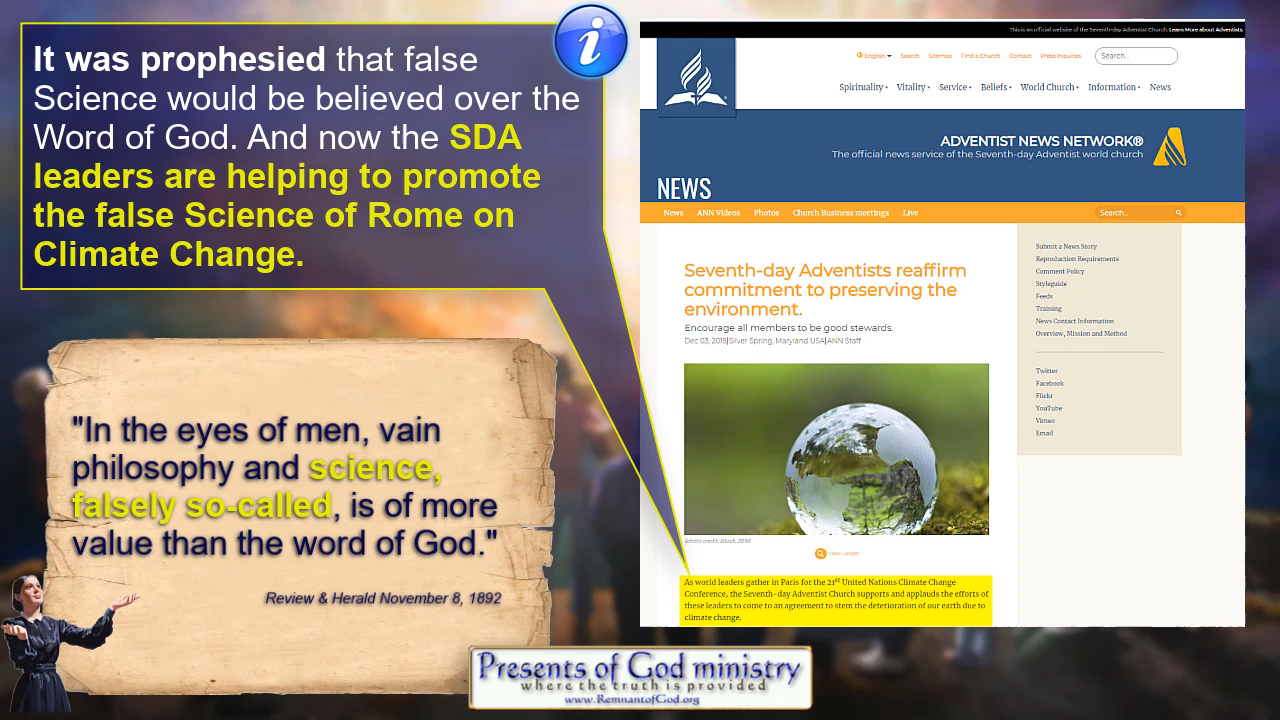 It was prophesied that false
Science would be believed over the
Word of God. And now the SDA
leaders are helping to promote
the false Science of Rome on
Climate Change.
i
"In the eyes of men, vain
philosophy and science,
falsely so-called, is of more
value than the word of God."
Review & Herald November 8, 1892
This is an official website of the Seventh-day Adventist Church. Learn More about Adventists
English Search Sitemap Find a Church Contact Press Inquiries Search...
Spirituality Vitality Service Beliefs World Church Information News
ADVENTIST NEWS NETWORK®
The official news service of the Seventh-day Adventist world church
NEWS
News ANN Videos Photos Church Business meetings Live Search...
Seventh-day Adventists reaffirm
commitment to preserving the
environment.
Encourage all members to be good stewards.
Dec 03, 2015|Silver Spring, Maryland USA|ANN Staff
[photo credit: iStock, 2015]
View Larger
As world leaders gather in Paris for the 21st United Nations Climate Change
Conference, the Seventh-day Adventist Church supports and applauds the efforts of
these leaders to come to an agreement to stem the deterioration of our earth due to
climate change.
Submit a News Story
Reproduction Requirements
Comment Policy
Styleguide
Feeds
Training
News Contact Information
Overview, Mission and Method
Twitter
Facebook
Flickr
YouTube
Vimeo
Email
Presents of God ministry
where the truth is provided
www.RemnantofGod.org